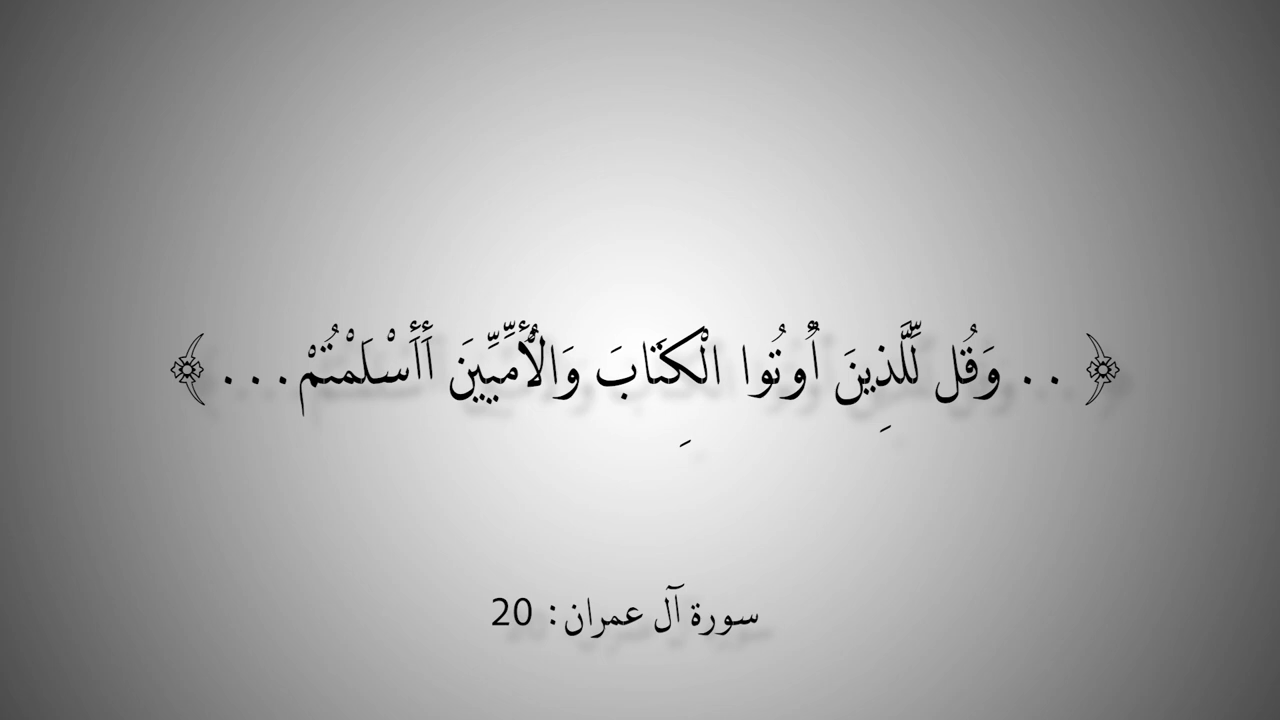 ﴿ .. وَقُل لِّلَّذِينَ أُوتُوا الْكِتَابَ وَالْأُمِّيِّينَ أَأَسْلَمْتُمْ ... ﴾
سورة آل عمران : 20